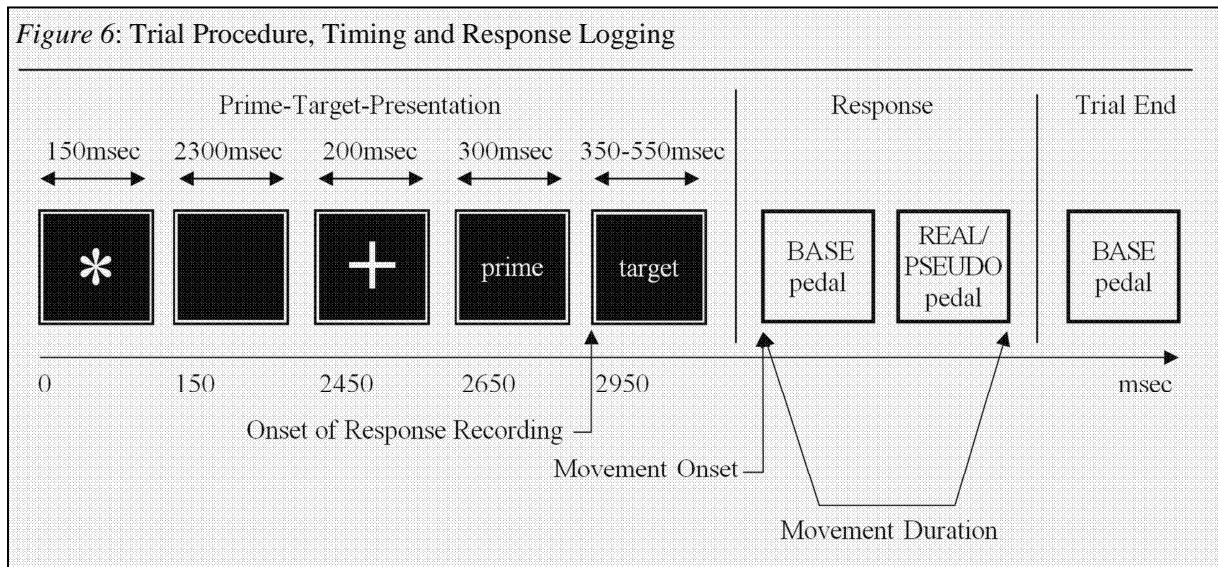 Figure 6: Trial Procedure, Timing and Response Logging
Prime-Target-Presentation Response Trial End
150msec 2300msec 200msec 300msec 350-550msec
* + prime target BASE pedal REAL/ PSEUDO pedal BASE pedal
0 150 2450 2650 2950 msec
Onset of Response Recording
Movement Onset
Movement Duration